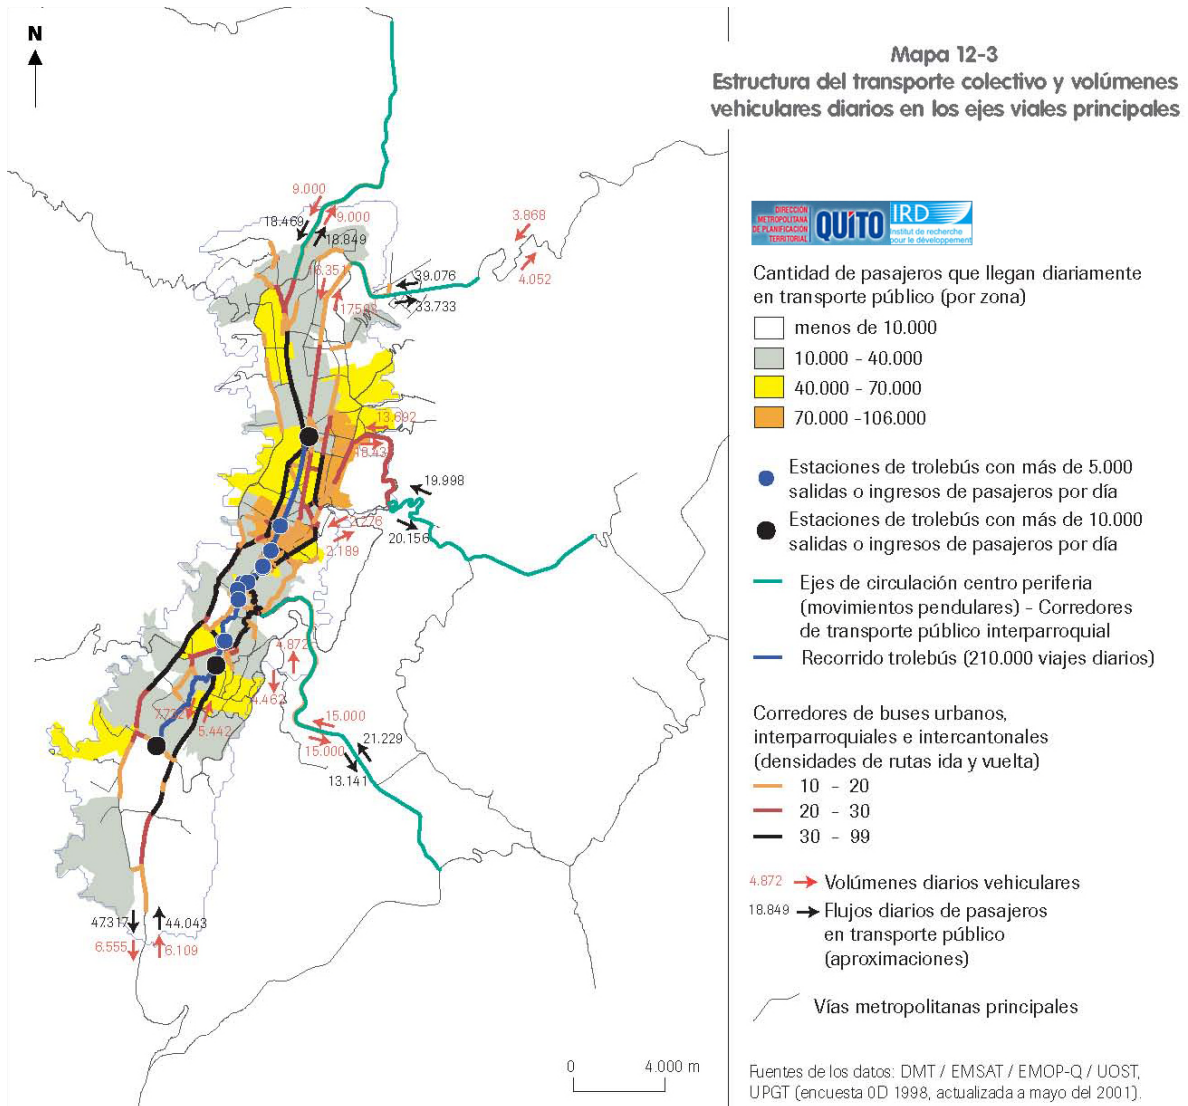 N
Mapa 12-3
Estructura del transporte colectivo y volúmenes
vehiculares diarios en los ejes viales principales
DIRECCIÓN
METROPOLITANA
DE PLANIFICACIÓN
TERRITORIAL
QUITO
IRD
Institut de recherche
pour le développement
Cantidad de pasajeros que llegan diariamente
en transporte público (por zona)
menos de 10.000
10.000 - 40.000
40.000 - 70.000
70.000 -106.000
Estaciones de trolebús con más de 5.000
salidas o ingresos de pasajeros por día
Estaciones de trolebús con más de 10.000
salidas o ingresos de pasajeros por día
Ejes de circulación centro periferia
(movimientos pendulares) - Corredores
de transporte público interparroquial
Recorrido trolebús (210.000 viajes diarios)
Corredores de buses urbanos,
interparroquiales e intercantonales
(densidades de rutas ida y vuelta)
10 - 20
20 - 30
30 - 99
4.872
Volúmenes diarios vehiculares
18.849
Flujos diarios de pasajeros
en transporte público
(aproximaciones)
Vías metropolitanas principales
Fuentes de los datos: DMT / EMSAT / EMOP-Q / UOST,
UPGT (encuesta 0D 1998, actualizada a mayo del 2001).
9.000
18.469
9.000
18.849
3.868
4.052
39.076
33.733
13.692
19.998
20.156
2.189
4.872
4.462
5.442
15.000
15.000
21.229
13.141
47317
44.043
6.555
6.109
0
4.000 m